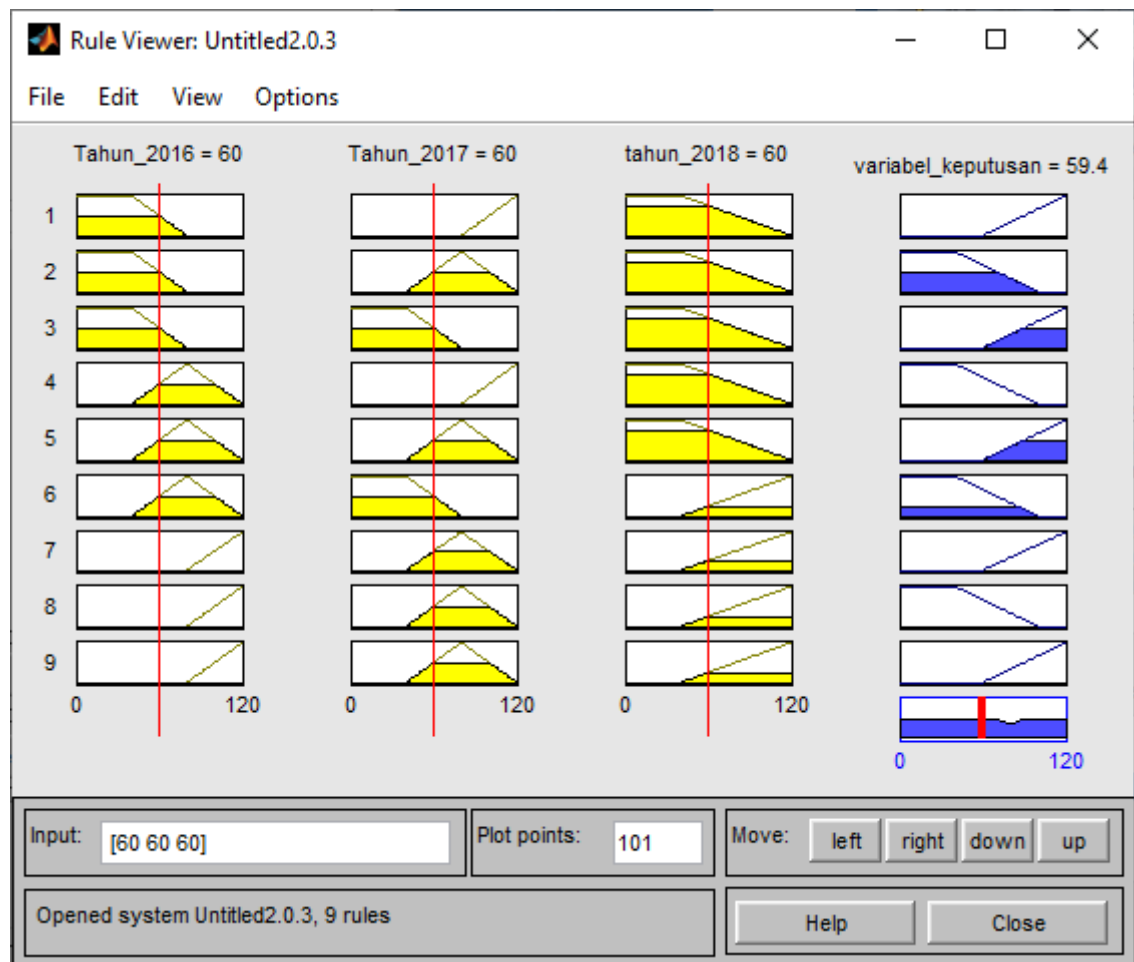 Rule Viewer: Untitled2.0.3
File Edit View Options
Tahun_2016 = 60 Tahun_2017 = 60 tahun_2018 = 60 variabel_keputusan = 59.4
1
2
3
4
5
6
7
8
9
0 120 0 120 0 120
0 120
Input: [60 60 60] Plot points: 101 Move: left right down up
Opened system Untitled2.0.3, 9 rules Help Close